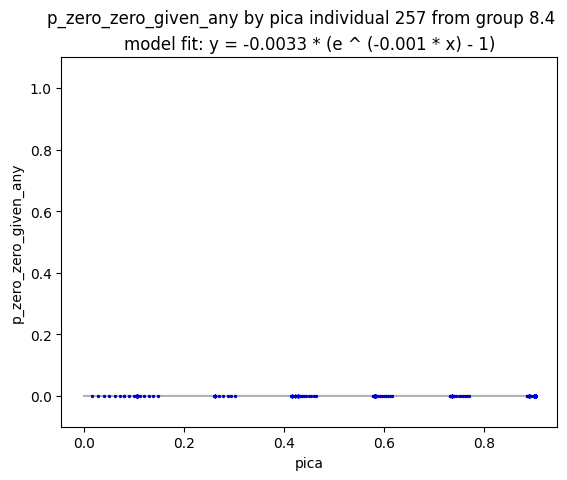 p_zero_zero_given_any by pica individual 257 from group 8.4
model fit: y = -0.0033 * (e ^ (-0.001 * x) - 1)
1.0
0.8
0.6
0.4
0.2
0.0
p_zero_zero_given_any
0.0 0.2 0.4 0.6 0.8
pica